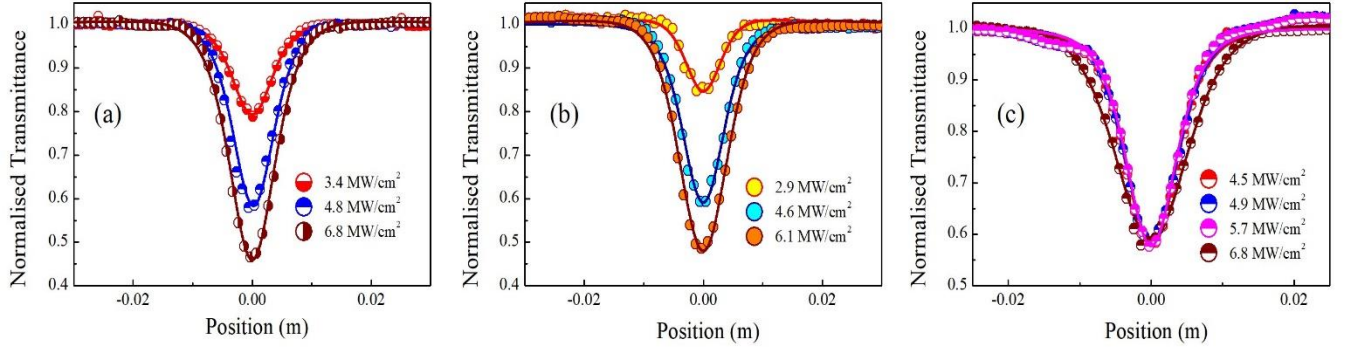 1.0
0.9
0.8
0.7
0.6
0.5
0.4
Normalised Transmittance
(a)
3.4 MW/cm²
4.8 MW/cm²
6.8 MW/cm²
-0.02
0.00
0.02
Position (m)
1.0
0.9
0.8
0.7
0.6
0.5
0.4
Normalised Transmittance
(b)
2.9 MW/cm²
4.6 MW/cm²
6.1 MW/cm²
-0.02
0.00
0.02
Position (m)
1.0
0.9
0.8
0.7
0.6
0.5
Normalised Transmittance
(c)
4.5 MW/cm²
4.9 MW/cm²
5.7 MW/cm²
6.8 MW/cm²
-0.02
0.00
0.02
Position (m)